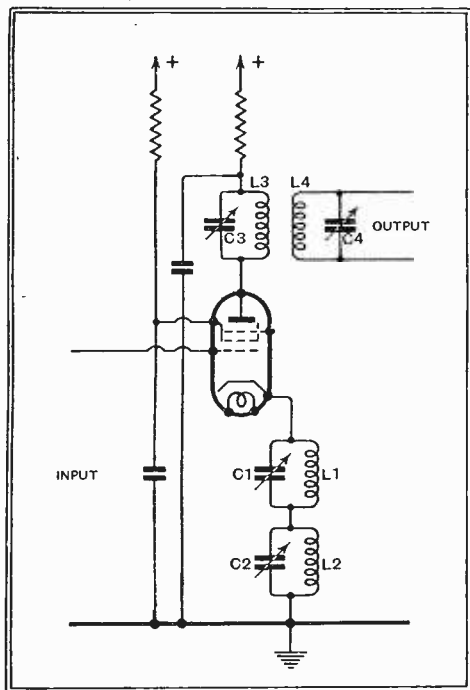 + +
L3 L4
C3 C4 OUTPUT
INPUT
C1 L1
C2 L2